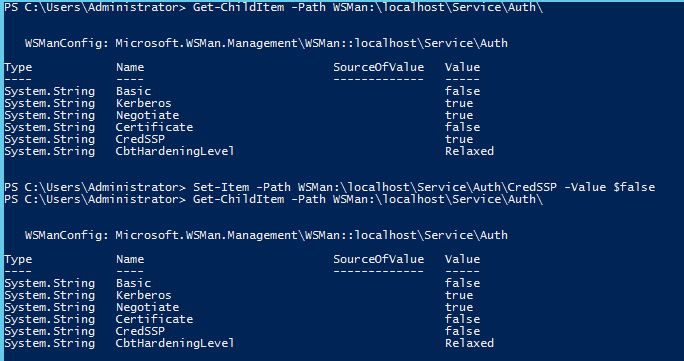 PS C:\Users\Administrator> Get-ChildItem -Path WSMan:\localhost\Service\Auth\
WSManConfig: Microsoft.WSMan.Management\WSMan::localhost\Service\Auth
Type Name SourceOfValue Value
---- ---- ------------- -----
System.String Basic false
System.String Kerberos true
System.String Negotiate true
System.String Certificate false
System.String CredSSP true
System.String CbtHardeningLevel Relaxed
PS C:\Users\Administrator> Set-Item -Path WSMan:\localhost\Service\Auth\CredSSP -Value $false
PS C:\Users\Administrator> Get-ChildItem -Path WSMan:\localhost\Service\Auth\
WSManConfig: Microsoft.WSMan.Management\WSMan::localhost\Service\Auth
Type Name SourceOfValue Value
---- ---- ------------- -----
System.String Basic false
System.String Kerberos true
System.String Negotiate true
System.String Certificate false
System.String CredSSP false
System.String CbtHardeningLevel Relaxed